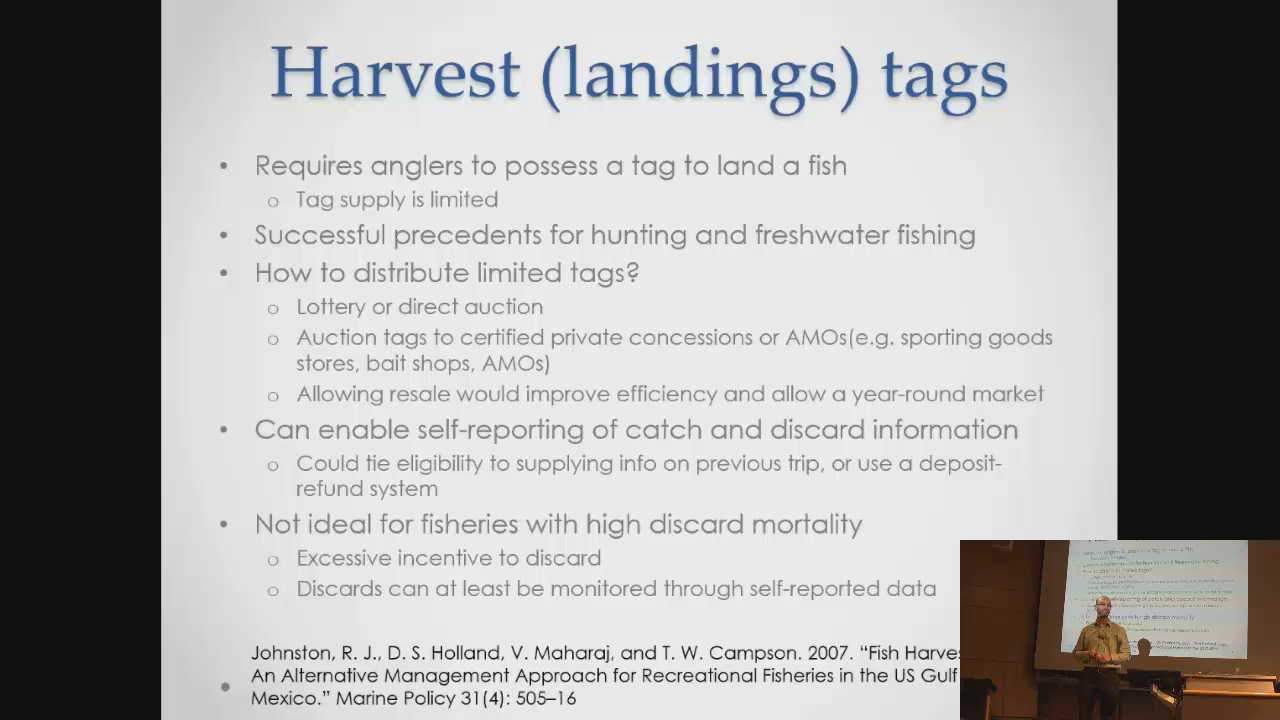 Harvest (landings) tags
• Requires anglers to possess a tag to land a fish
o Tag supply is limited
• Successful precedents for hunting and freshwater fishing
• How to distribute limited tags?
o Lottery or direct auction
o Auction tags to certified private concessions or AMOs(e.g. sporting goods
stores, bait shops, AMOs)
o Allowing resale would improve efficiency and allow a year-round market
• Can enable self-reporting of catch and discard information
o Could tie eligibility to supplying info on previous trip, or use a deposit-
refund system
• Not ideal for fisheries with high discard mortality
o Excessive incentive to discard
o Discards can at least be monitored through self-reported data
Johnston, R. J., D. S. Holland, V. Maharaj, and T. W. Campson. 2007. “Fish Harves
• An Alternative Management Approach for Recreational Fisheries in the US Gulf
Mexico.” Marine Policy 31(4): 505–16